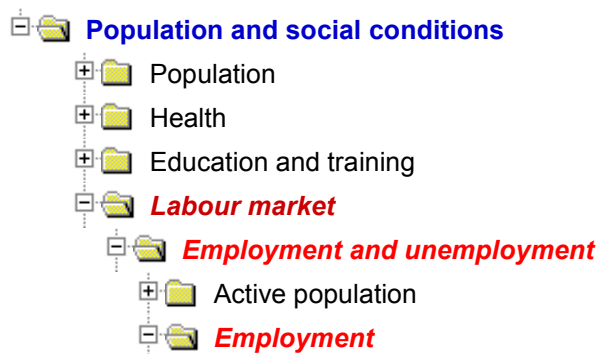 Population and social conditions
Population
Health
Education and training
Labour market
Employment and unemployment
Active population
Employment